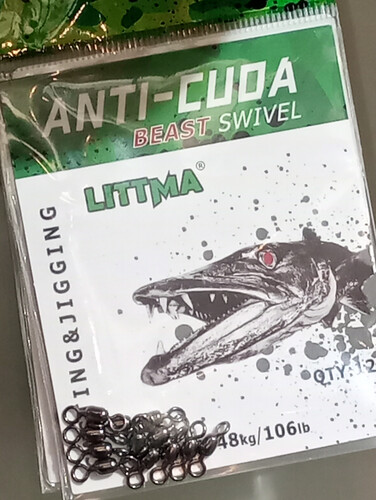 ANTI-CUDA
BEAST SWIVEL
LITTMA®
ING&JIGGING
QTY:12
48kg/106lb